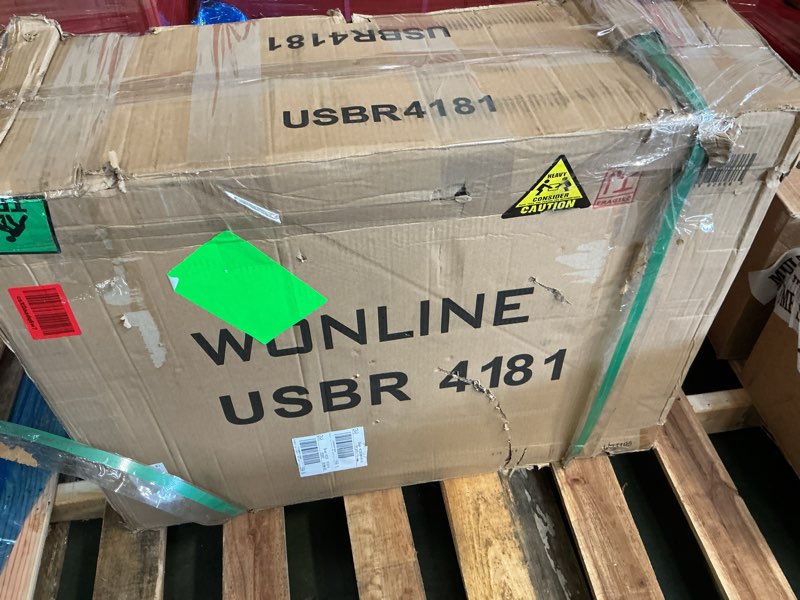 USBR4181
USBR4181
HEAVY
CONSIDER
CAUTION
FRAGILE
WONLINE
USBR 4181